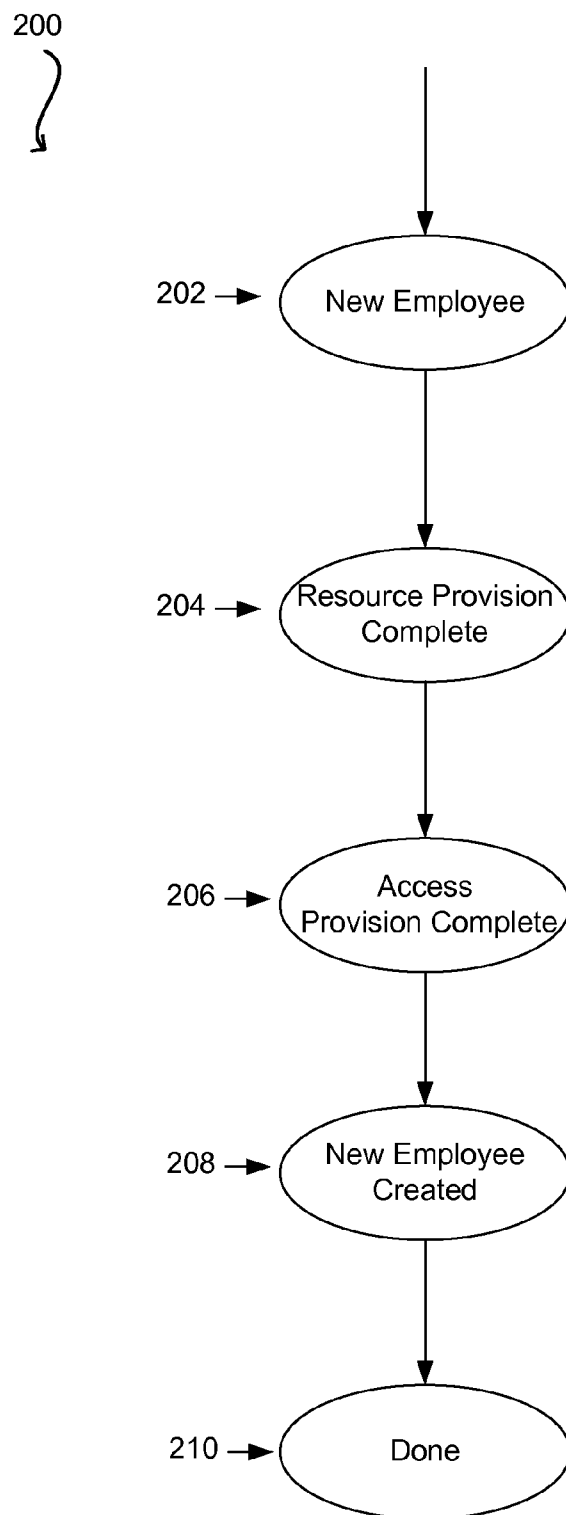 200
202
New Employee
204
Resource Provision
Complete
206
Access
Provision Complete
208
New Employee
Created
210
Done